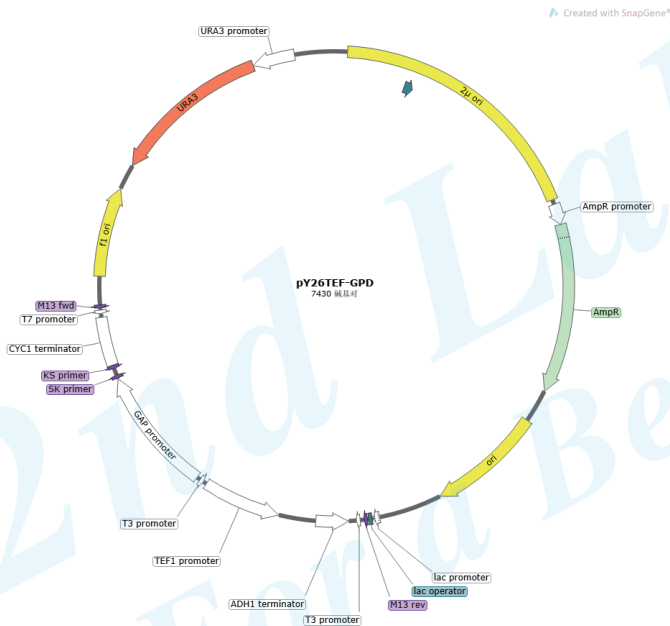 Created with SnapGene®
URA3 promoter
2μ ori
URA3
AmpR promoter
f1 ori
pY26TEF-GPD
7430 碱基对
M13 fwd
T7 promoter
AmpR
CYC1 terminator
KS primer
SK primer
GAP promoter
ori
T3 promoter
TEF1 promoter
lac promoter
lac operator
ADH1 terminator
M13 rev
T3 promoter